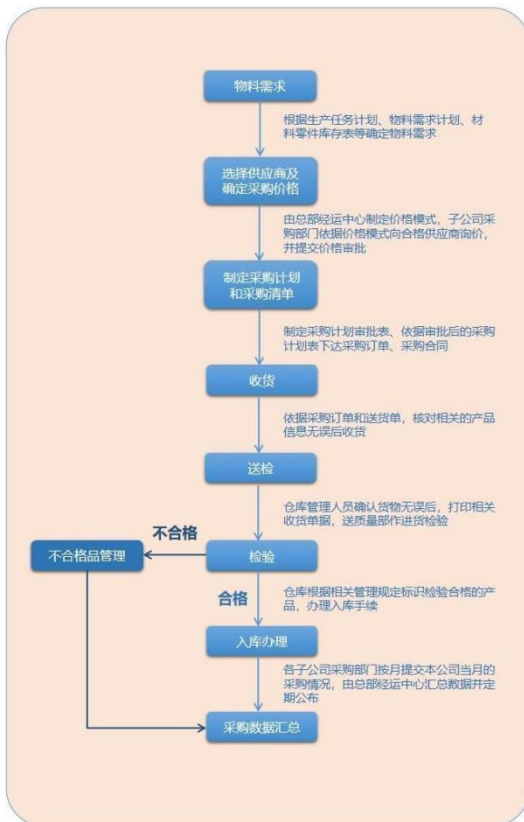 物料需求
根据生产任务计划、物料需求计划、材
料零件库存表等确定物料需求
选择供应商及
确定采购价格
由总部经运中心制定价格模式，子公司采
购部门依据价格模式向合格供应商询价，
并提交价格审批
制定采购计划
和采购清单
制定采购计划审批表、依据审批后的采购
计划表下达采购订单、采购合同
收货
依据采购订单和送货单，核对相关的产品
信息无误后收货
送检
仓库管理人员确认货物无误后，打印相关
收货单据，送质量部作进货检验
不合格
不合格品管理
检验
合格
仓库根据相关管理规定标识检验合格的产
品，办理入库手续
入库办理
各子公司采购部门按月提交本公司当月的
采购情况，由总部经运中心汇总数据并定
期公布
采购数据汇总